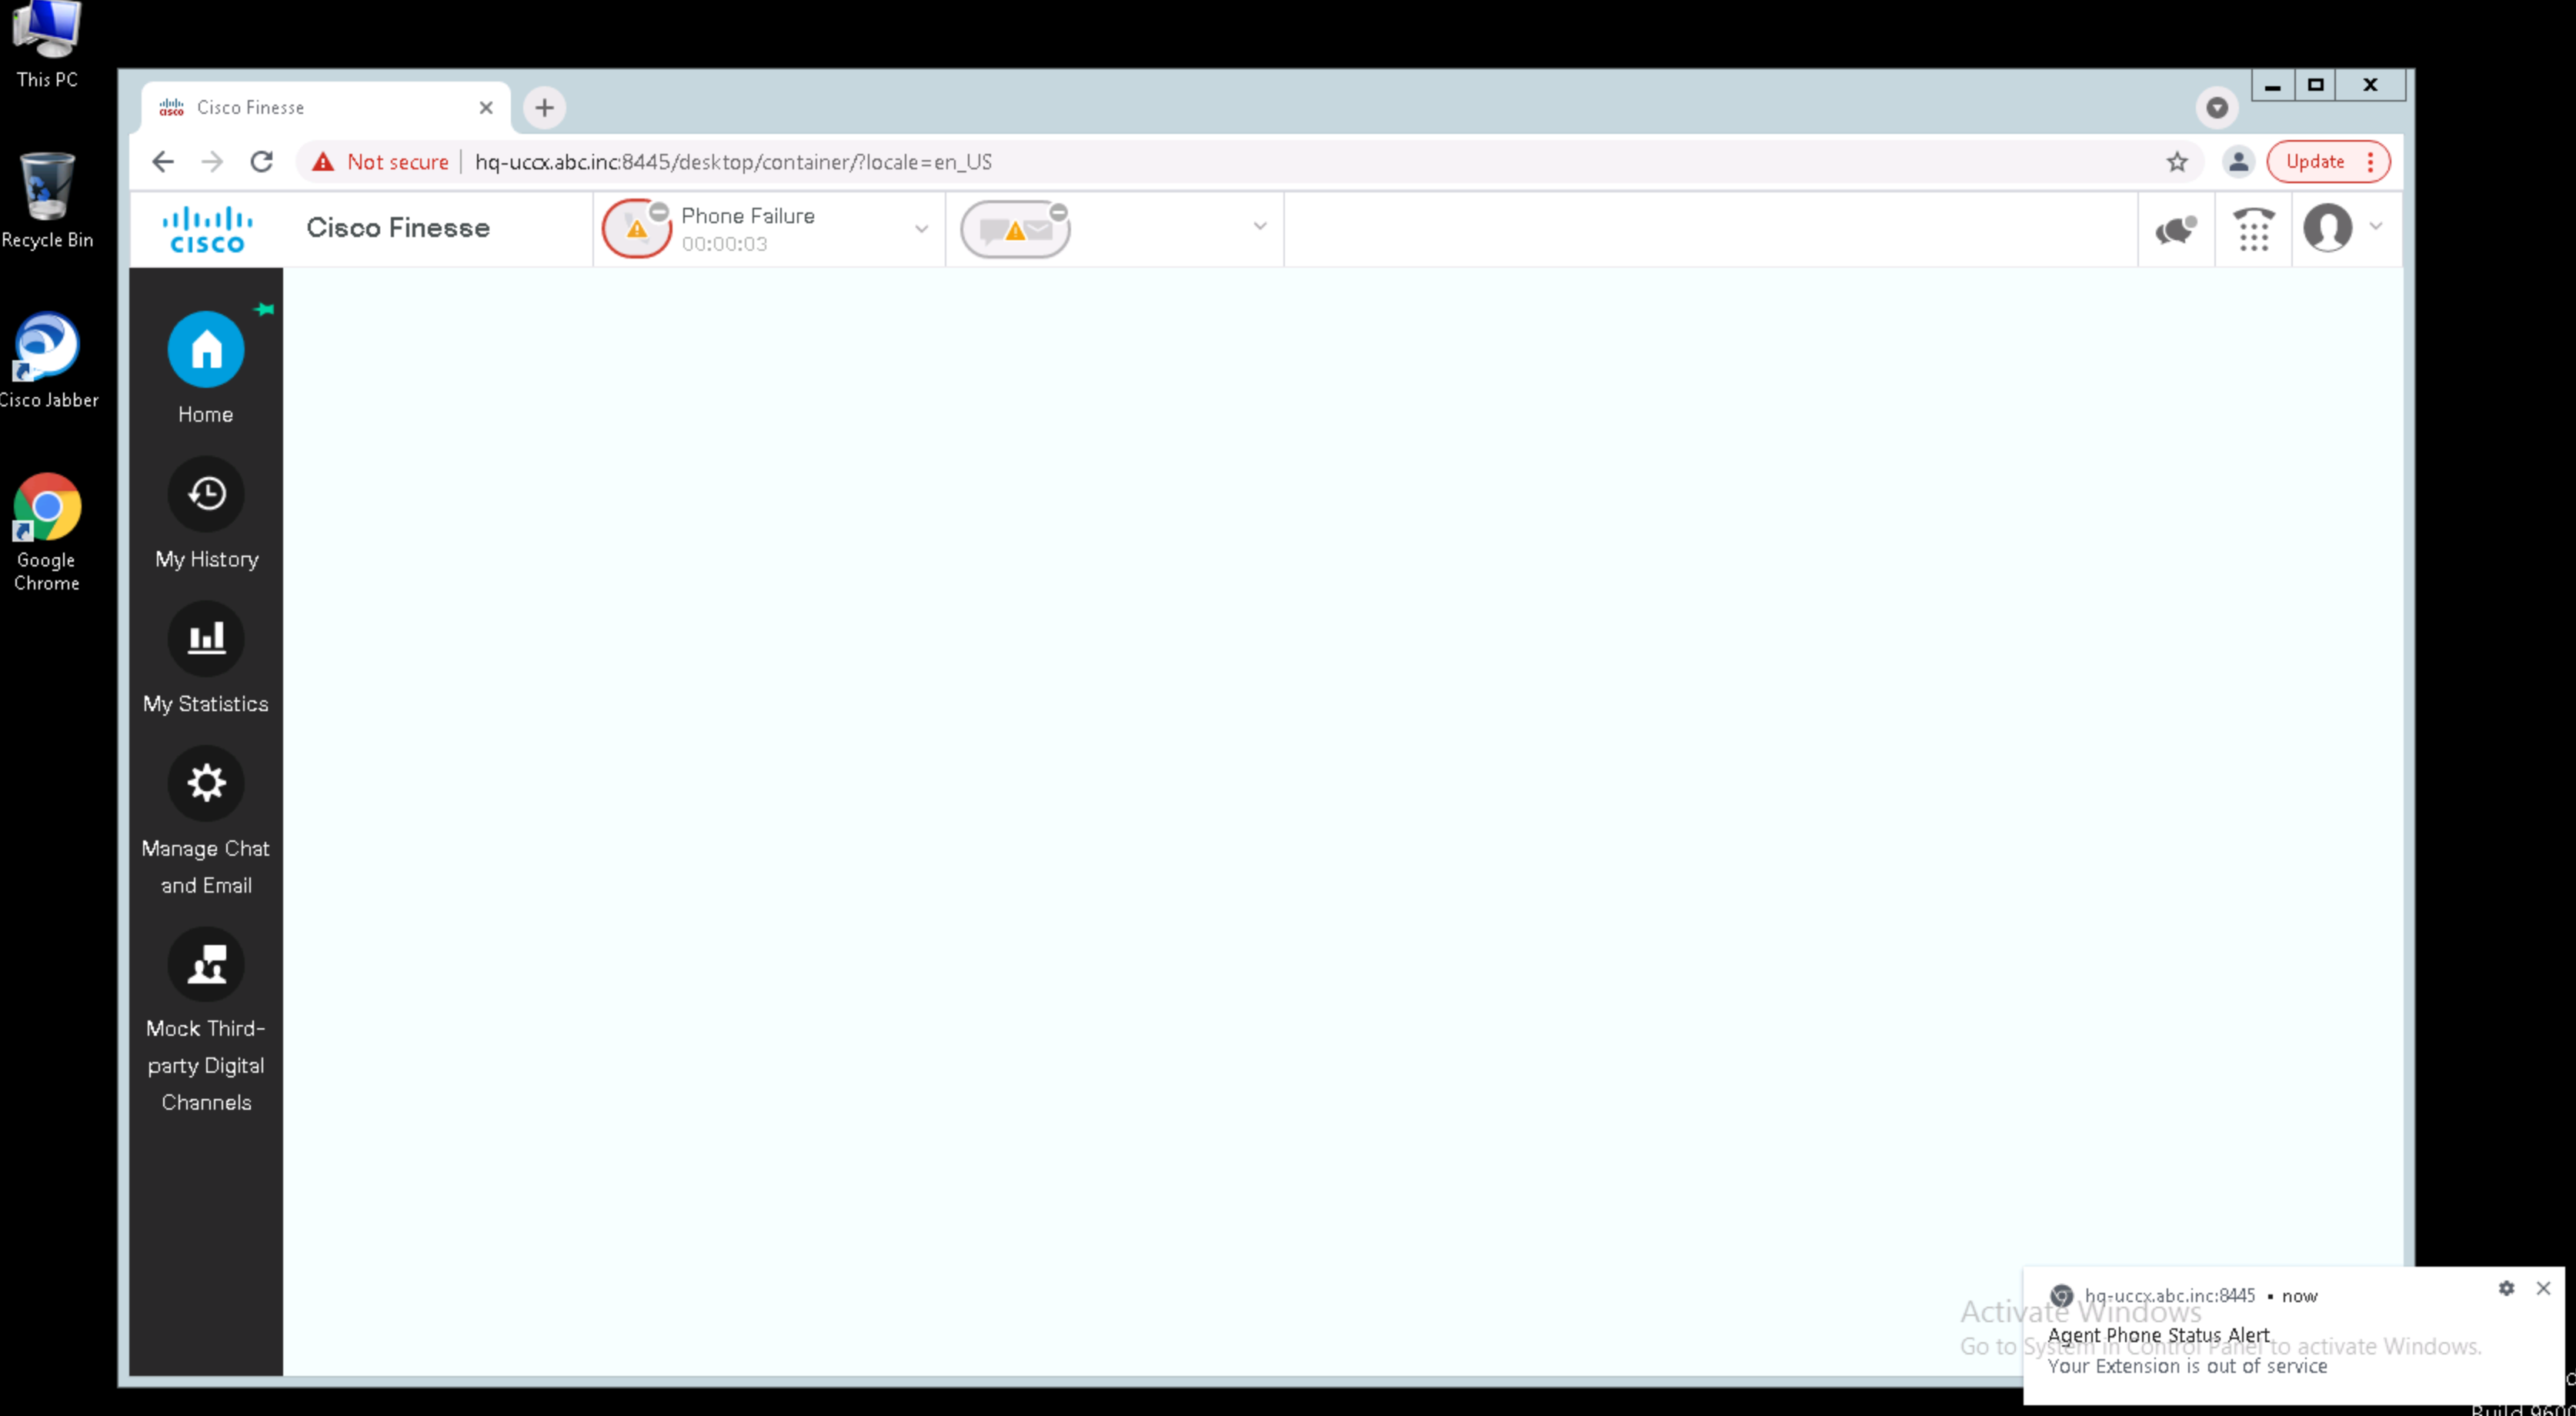 This PC
Recycle Bin
Cisco Jabber
Google
Chrome
Cisco Finesse
Not secure
hq-uccx.abc.inc:8445/desktop/container/?locale=en_US
Update
CISCO
Cisco Finesse
Phone Failure
00:00:03
Home
My History
My Statistics
Manage Chat
and Email
Mock Third-
party Digital
Channels
hq-uccx.abc.inc:8445 • now
Activate Windows
Agent Phone Status Alert
Go to System in Control Panel to activate Windows.
Your Extension is out of service
Build 9600